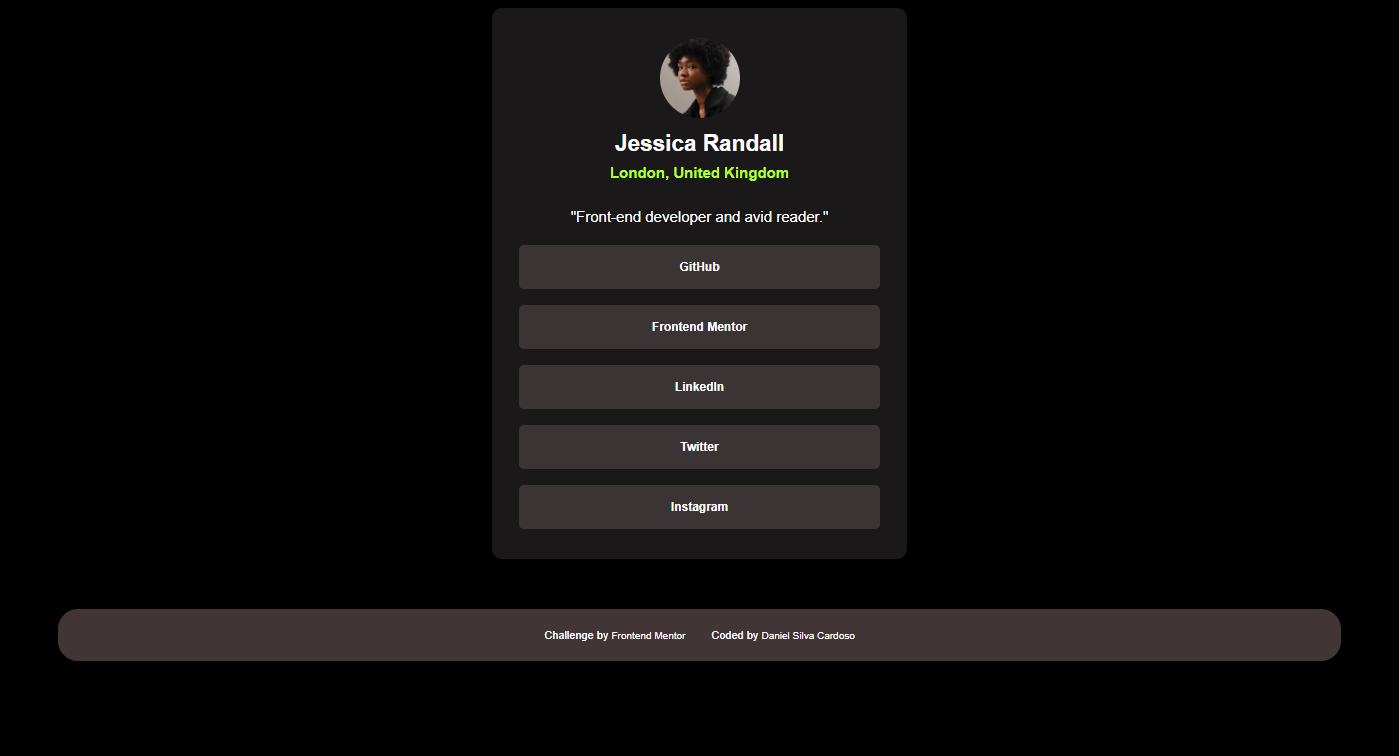 Jessica Randall
London, United Kingdom
"Front-end developer and avid reader."
GitHub
Frontend Mentor
LinkedIn
Twitter
Instagram
Challenge by Frontend Mentor Coded by Daniel Silva Cardoso